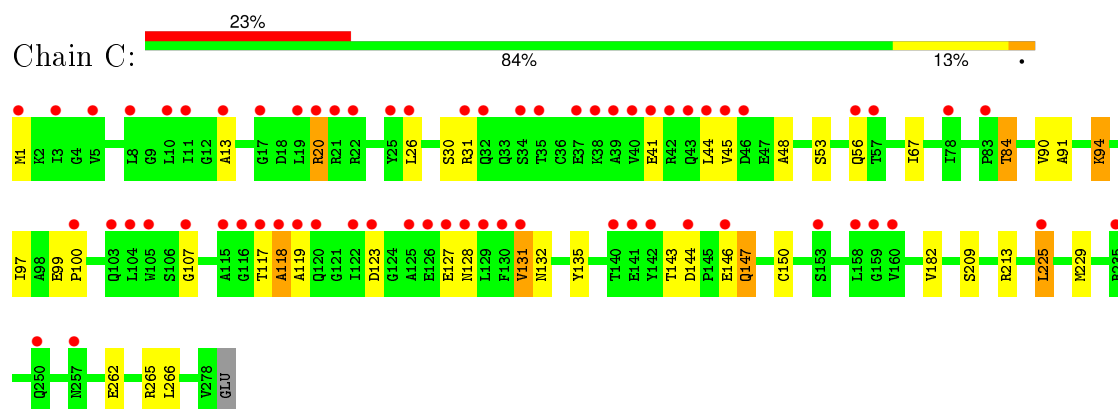 23%
Chain C:
84% 13% •
M1 K2 I3 G4 V5 L8 G9 L10 I11 G12 A13 G17 D18 L19 R20 R21 R22 Y25 L26 S30 R31 Q32 Q33 S34 T35 C36 E37 K38 A39 V40 E41 R42 Q43 L44 V45 D46 E47 A48 S53 Q56 T57 I67 I78 P83 T84 V90 A91 K94
I97 A98 E99 P100 Q103 L104 W105 S106 G107 A115 G116 T117 A118 A119 Q120 G121 I122 D123 G124 A125 E126 E127 N128 L129 F130 V131 N132 Y135 T140 E141 Y142 T143 D144 P145 E146 Q147 C150 S153 L158 G159 V160 V182 S209 R213 L225 M229
Q250 N257 E262 R265 L266 V278 GLU